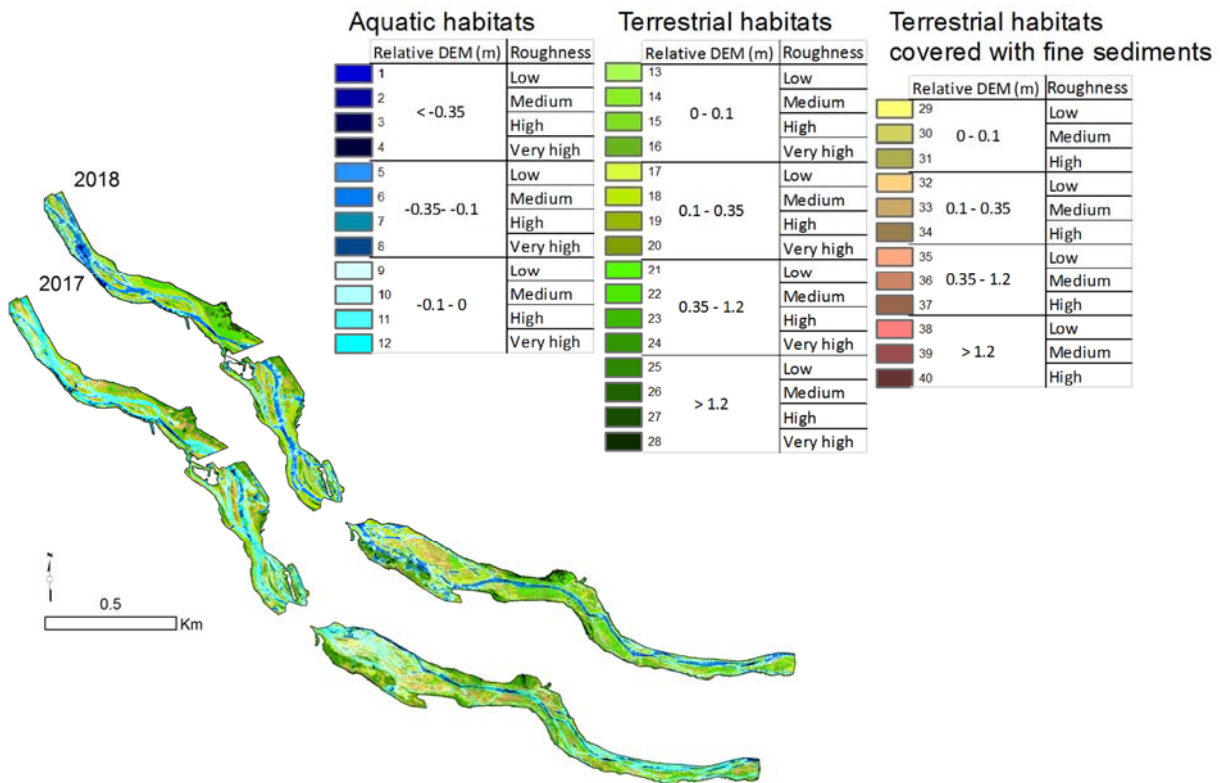 Aquatic habitats
Relative DEM (m) Roughness
1 Low
2 Medium
< -0.35
3 High
4 Very high
5 Low
6 Medium
-0.35- -0.1
7 High
8 Very high
9 Low
10 Medium
-0.1 - 0
11 High
12 Very high
Terrestrial habitats
Relative DEM (m) Roughness
13 Low
14 Medium
0 - 0.1
15 High
16 Very high
17 Low
18 Medium
0.1 - 0.35
19 High
20 Very high
21 Low
22 Medium
0.35 - 1.2
23 High
24 Very high
25 Low
26 Medium
> 1.2
27 High
28 Very high
Terrestrial habitats
covered with fine sediments
Relative DEM (m) Roughness
29 Low
30 0 - 0.1 Medium
31 High
32 Low
33 0.1 - 0.35 Medium
34 High
35 Low
36 0.35 - 1.2 Medium
37 High
38 Low
39 > 1.2 Medium
40 High
2018
2017
N
0.5
Km